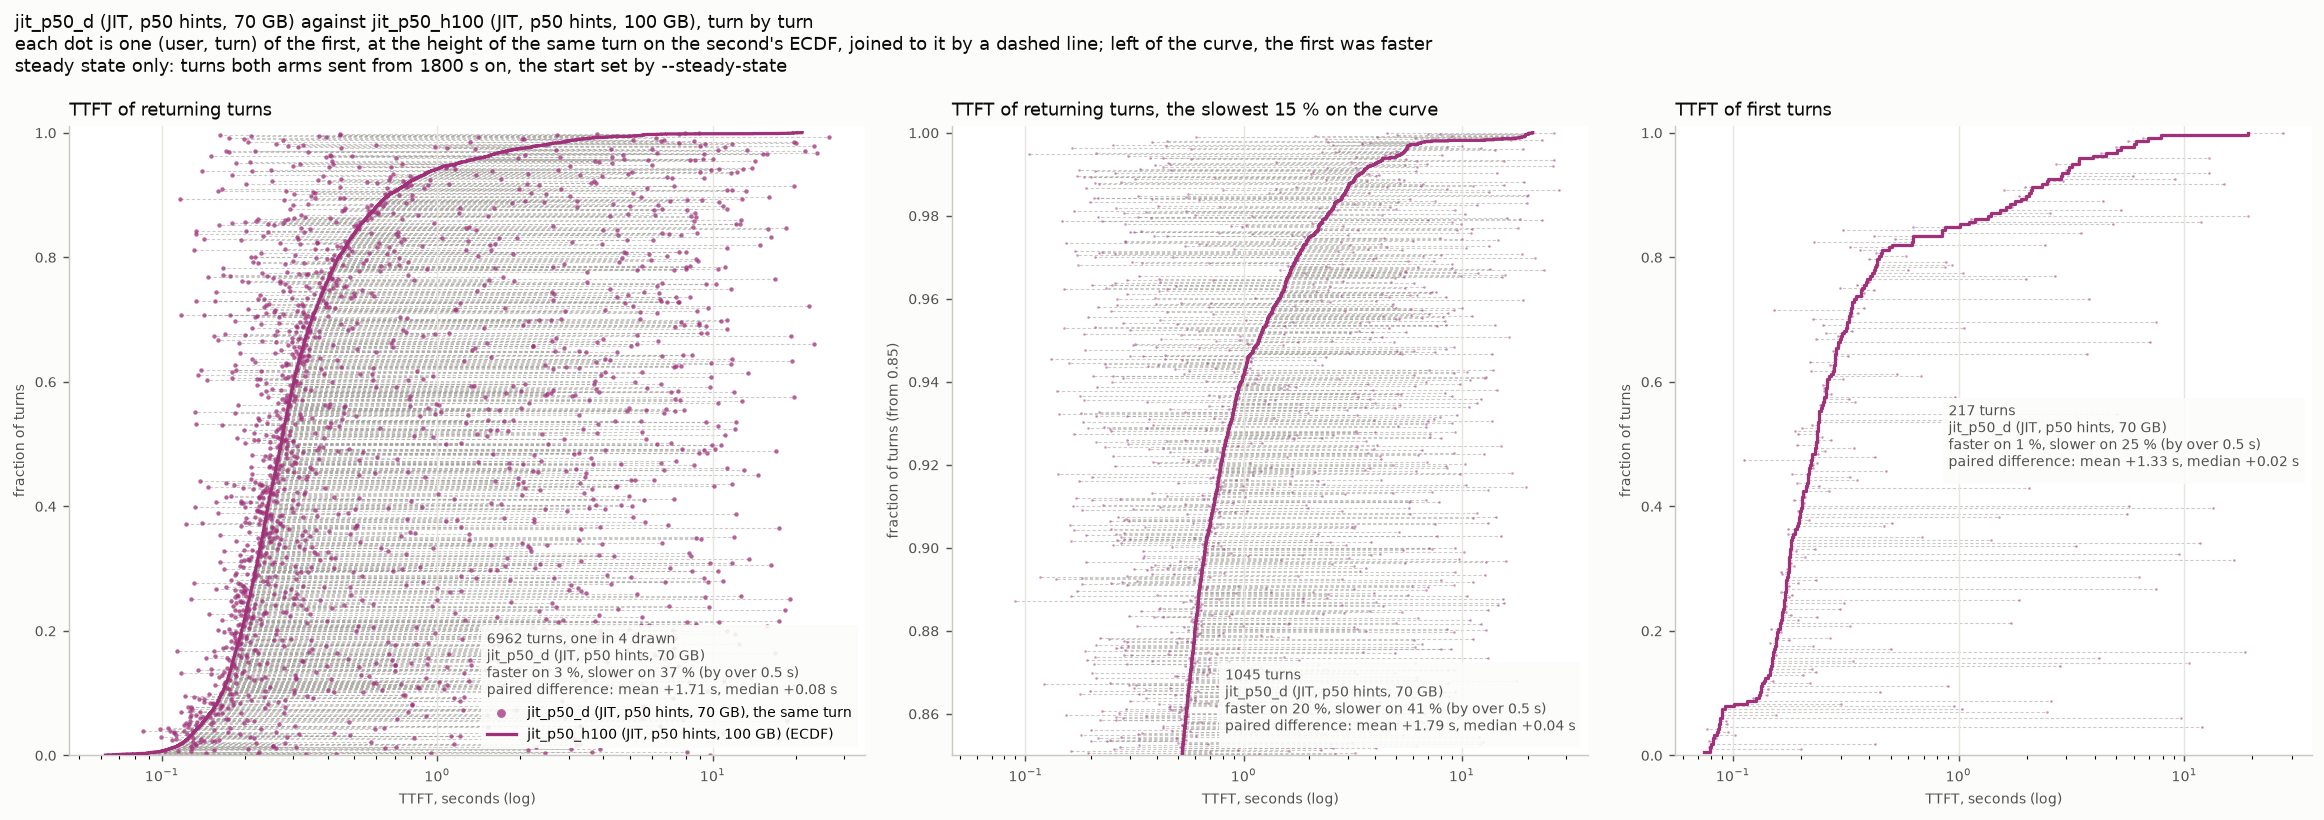 jit_p50_d (JIT, p50 hints, 70 GB) against jit_p50_h100 (JIT, p50 hints, 100 GB), turn by turn
each dot is one (user, turn) of the first, at the height of the same turn on the second's ECDF, joined to it by a dashed line; left of the curve, the first was faster
steady state only: turns both arms sent from 1800 s on, the start set by --steady-state
TTFT of returning turns
1.0
0.8
0.6
0.4
0.2
0.0
fraction of turns
6962 turns, one in 4 drawn
jit_p50_d (JIT, p50 hints, 70 GB)
faster on 3 %, slower on 37 % (by over 0.5 s)
paired difference: mean +1.71 s, median +0.08 s
jit_p50_d (JIT, p50 hints, 70 GB), the same turn
jit_p50_h100 (JIT, p50 hints, 100 GB) (ECDF)
10⁻¹
10⁰
10¹
TTFT, seconds (log)
TTFT of returning turns, the slowest 15 % on the curve
1.00
0.98
0.96
0.94
0.92
0.90
0.88
0.86
fraction of turns (from 0.85)
1045 turns
jit_p50_d (JIT, p50 hints, 70 GB)
faster on 20 %, slower on 41 % (by over 0.5 s)
paired difference: mean +1.79 s, median +0.04 s
10⁻¹
10⁰
10¹
TTFT, seconds (log)
TTFT of first turns
1.0
0.8
0.6
0.4
0.2
0.0
fraction of turns
217 turns
jit_p50_d (JIT, p50 hints, 70 GB)
faster on 1 %, slower on 25 % (by over 0.5 s)
paired difference: mean +1.33 s, median +0.02 s
10⁻¹
10⁰
10¹
TTFT, seconds (log)